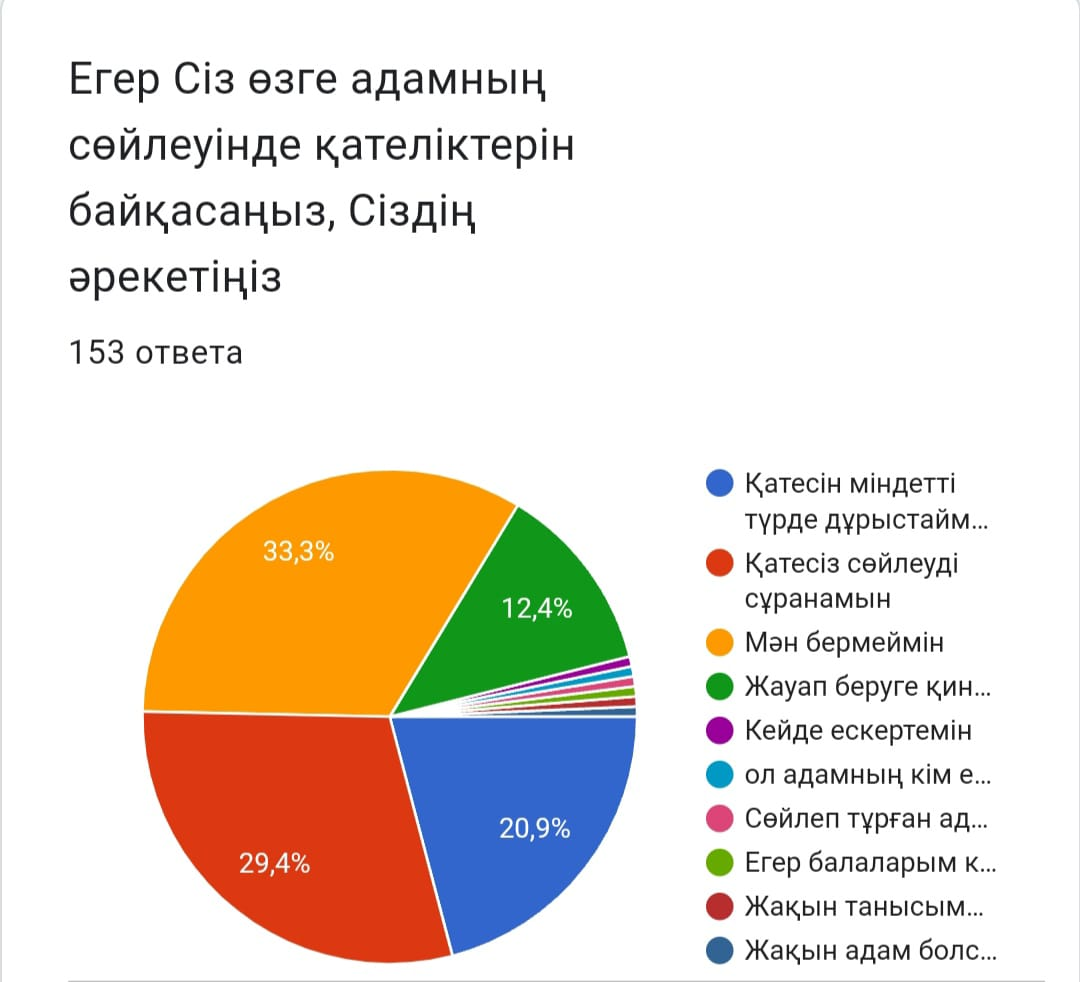 Егер Сіз өзге адамның
сөйлеуінде қателіктерін
байқасаңыз, Сіздің
әрекетіңіз
153 ответа
33,3%
12,4%
20,9%
29,4%
Қатесін міндетті
түрде дұрыстайм...
Қатесіз сөйлеуді
сұранамын
Мән бермеймін
Жауап беруге қин...
Кейде ескертемін
ол адамның кім е...
Сөйлеп тұрған ад...
Егер балаларым к...
Жақын танысым...
Жақын адам болс...